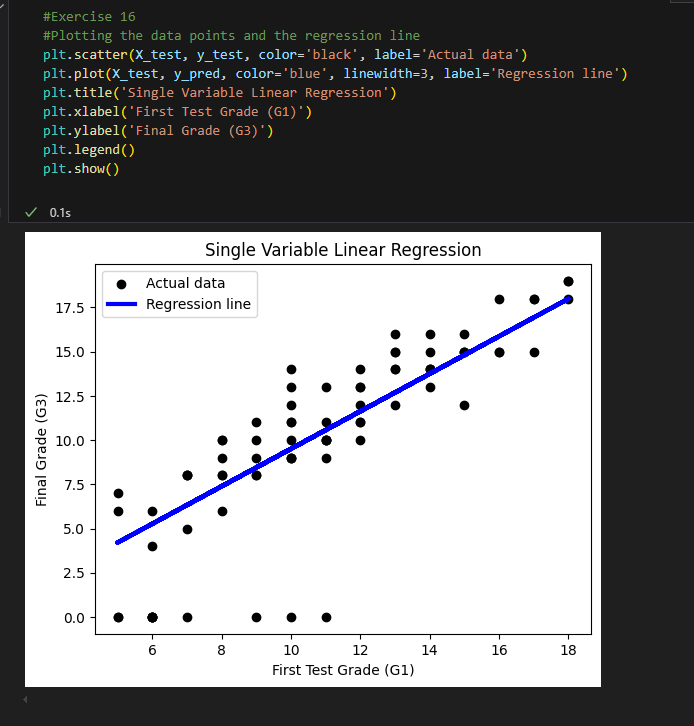 #Exercise 16
#Plotting the data points and the regression line
plt.scatter(X_test, y_test, color='black', label='Actual data')
plt.plot(X_test, y_pred, color='blue', linewidth=3, label='Regression line')
plt.title('Single Variable Linear Regression')
plt.xlabel('First Test Grade (G1)')
plt.ylabel('Final Grade (G3)')
plt.legend()
plt.show()
0.1s
Single Variable Linear Regression
Actual data
Regression line
17.5
15.0
12.5
10.0
7.5
5.0
2.5
0.0
Final Grade (G3)
6 8 10 12 14 16 18
First Test Grade (G1)